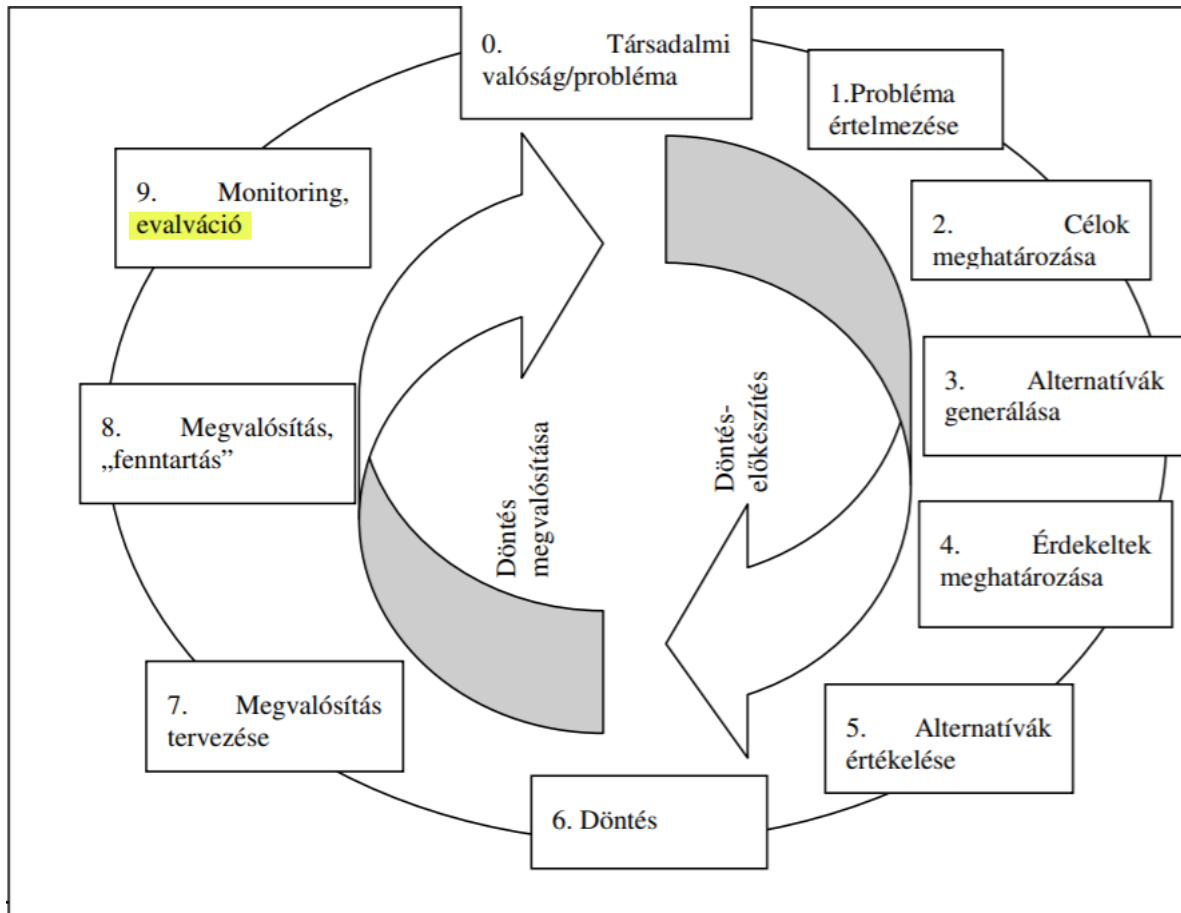 0. Társadalmi
valóság/probléma
1.Probléma
értelmezése
2. Célok
meghatározása
3. Alternatívák
generálása
4. Érdekeltek
meghatározása
5. Alternatívák
értékelése
6. Döntés
7. Megvalósítás
tervezése
8. Megvalósítás,
„fenntartás”
9. Monitoring,
evalváció
Döntés
megvalósítása
Döntés-
előkészítés